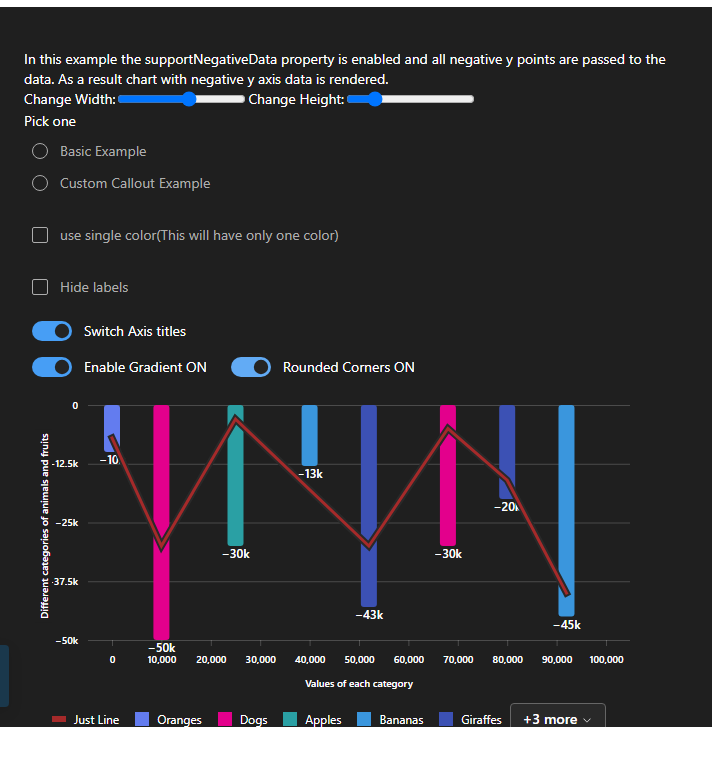 In this example the supportNegativeData property is enabled and all negative y points are passed to the
data. As a result chart with negative y axis data is rendered.
Change Width: Change Height:
Pick one
Basic Example
Custom Callout Example
use single color(This will have only one color)
Hide labels
Switch Axis titles
Enable Gradient ON Rounded Corners ON
Different categories of animals and fruits
0
−12.5k
−25k
−37.5k
−50k
−10
−50k
−30k
−13k
−43k
−30k
−20k
−45k
0 10,000 20,000 30,000 40,000 50,000 60,000 70,000 80,000 90,000 100,000
Values of each category
Just Line Oranges Dogs Apples Bananas Giraffes +3 more